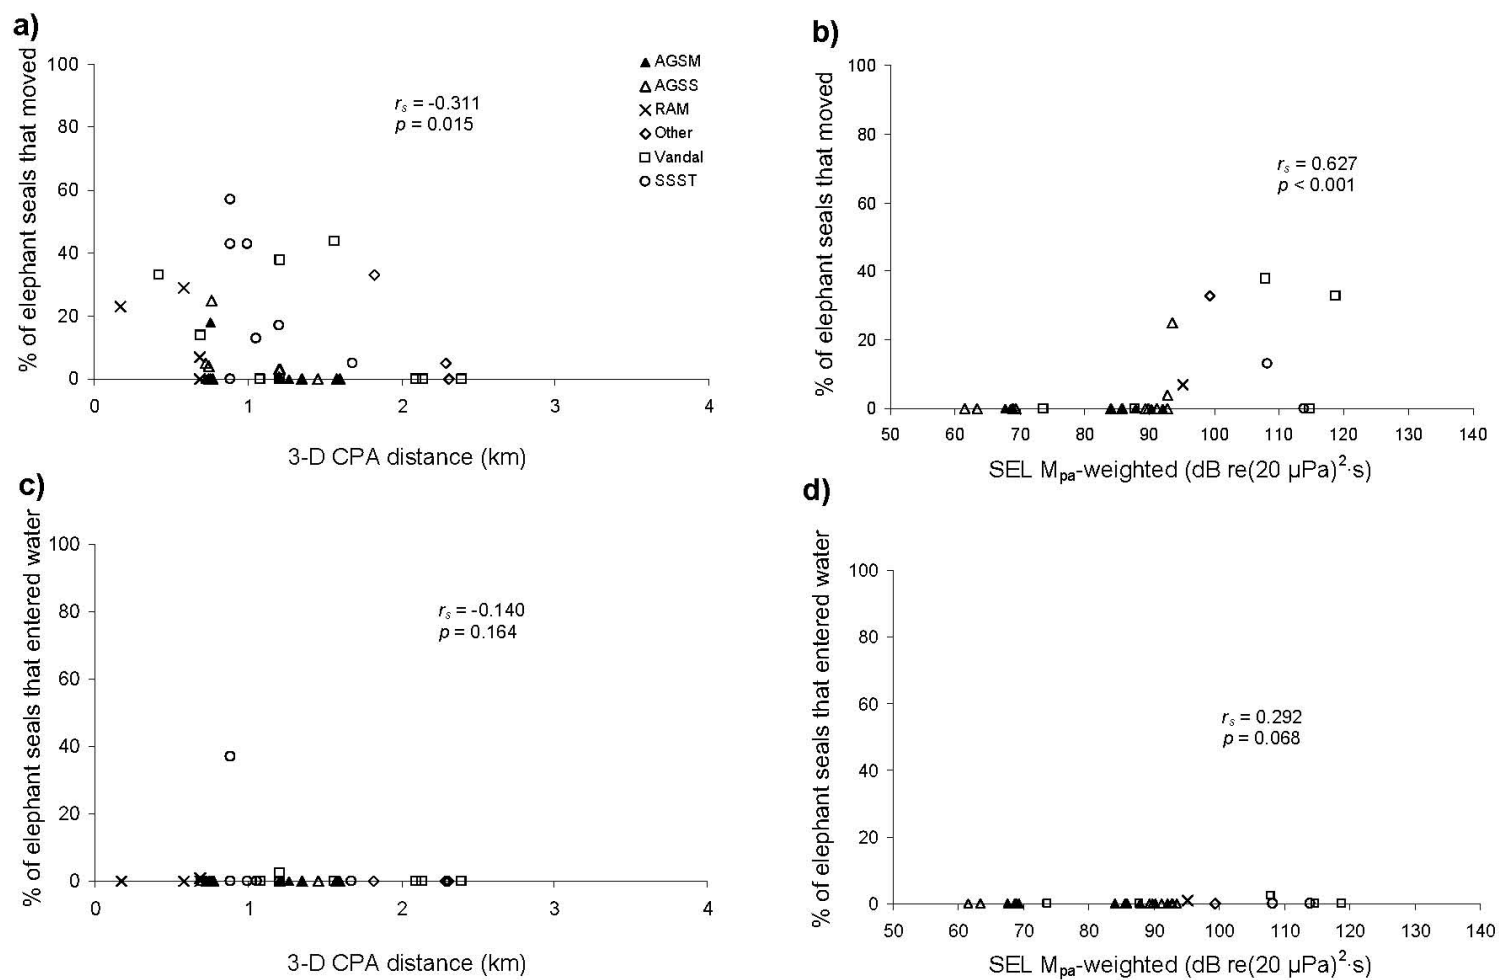 a)
% of elephant seals that moved
100
80
60
40
20
0
0 1 2 3 4
3-D CPA distance (km)
rs = -0.311
p = 0.015
AGSM
AGSS
RAM
Other
Vandal
SSST
b)
% of elephant seals that moved
100
80
60
40
20
0
50 60 70 80 90 100 110 120 130 140
SEL Mpa-weighted (dB re(20 µPa)²·s)
rs = 0.627
p < 0.001
c)
% of elephant seals that entered water
100
80
60
40
20
0
0 1 2 3 4
3-D CPA distance (km)
rs = -0.140
p = 0.164
d)
% of elephant seals that entered water
100
80
60
40
20
0
50 60 70 80 90 100 110 120 130 140
SEL Mpa-weighted (dB re(20 µPa)²·s)
rs = 0.292
p = 0.068